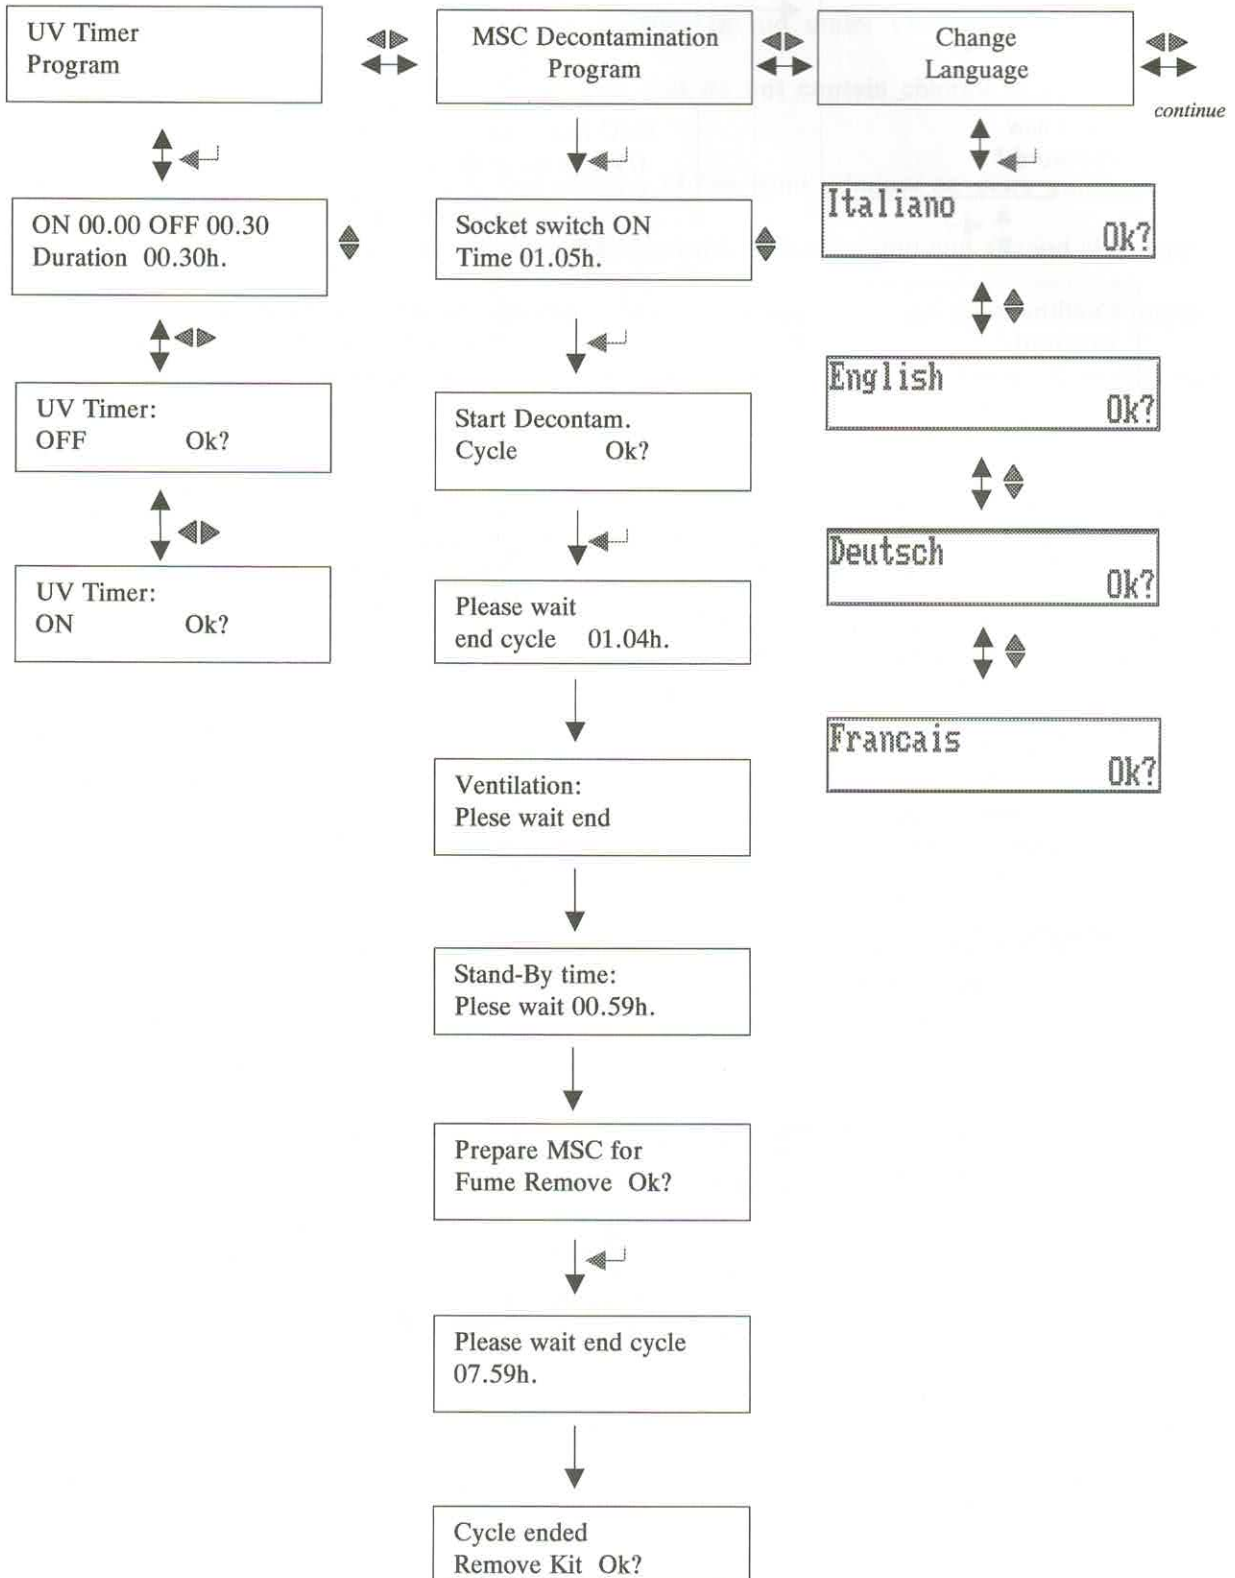 UV Timer
Program
MSC Decontamination
Program
Change
Language
continue
ON 00.00 OFF 00.30
Duration 00.30h.
UV Timer:
OFF Ok?
UV Timer:
ON Ok?
Socket switch ON
Time 01.05h.
Start Decontam.
Cycle Ok?
Please wait
end cycle 01.04h.
Ventilation:
Plese wait end
Stand-By time:
Plese wait 00.59h.
Prepare MSC for
Fume Remove Ok?
Please wait end cycle
07.59h.
Cycle ended
Remove Kit Ok?
Italiano
Ok?
English
Ok?
Deutsch
Ok?
Francais
Ok?